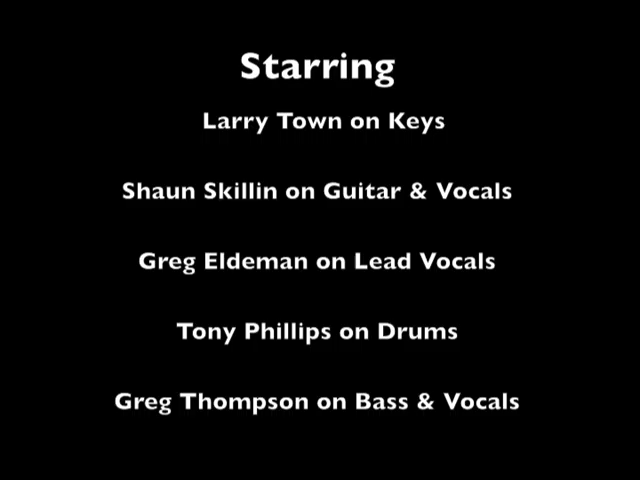 Starring
Larry Town on Keys
Shaun Skillin on Guitar & Vocals
Greg Eldeman on Lead Vocals
Tony Phillips on Drums
Greg Thompson on Bass & Vocals